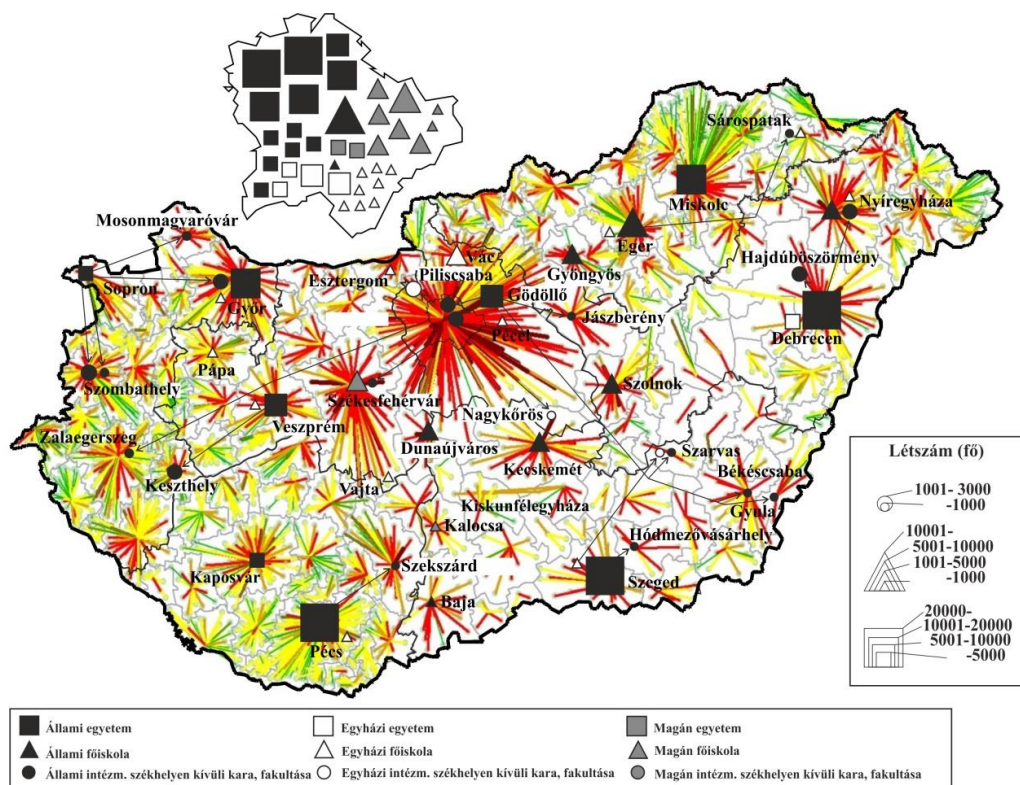 Sárospatak
Miskolc
Nyíregyháza
Mosonmagyaróvár
Eger
Vác
Hajdúböszörmény
Esztergom
Piliscsaba
Gyöngyös
Sopron
Gödöllő
Győr
Jászberény
Pécel
Debrecen
Pápa
Szombathely
Székesfehérvár
Szolnok
Veszprém
Nagykőrös
Zalaegerszeg
Dunaújváros
Szarvas
Kecskemét
Békéscsaba
Keszthely
Vajta
Kiskunfélegyháza
Gyula
Kalocsa
Hódmezővásárhely
Kaposvár
Szekszárd
Szeged
Baja
Pécs
Létszám (fő)
1001- 3000
-1000
10001-
5001-10000
1001-5000
-1000
20000-
10001-20000
5001-10000
-5000
Állami egyetem
Egyházi egyetem
Magán egyetem
Állami főiskola
Egyházi főiskola
Magán főiskola
Állami intézm. székhelyen kívüli kara, fakultása
Egyházi intézm. székhelyen kívüli kara, fakultása
Magán intézm. székhelyen kívüli kara, fakultása